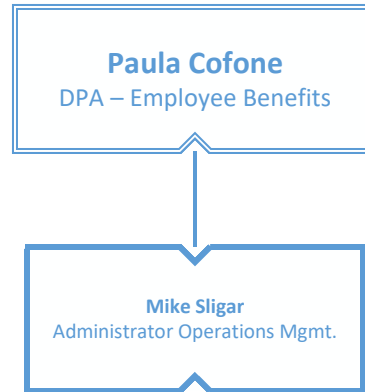 Paula Cofone
DPA – Employee Benefits
Mike Sligar
Administrator Operations Mgmt.